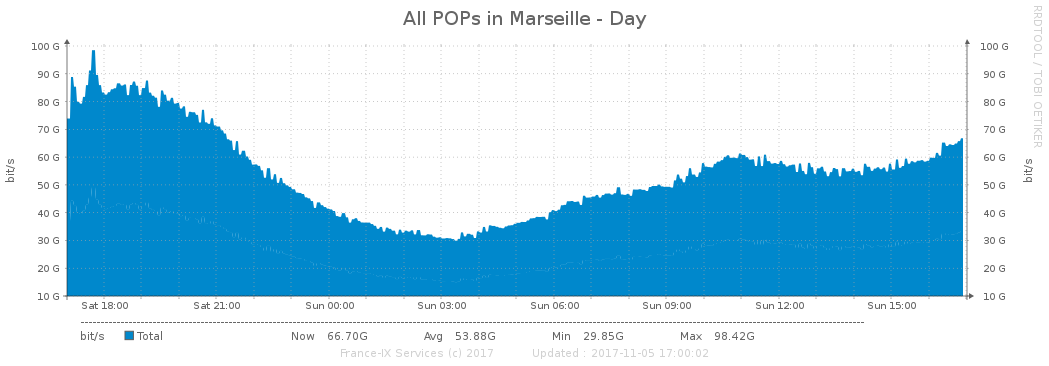 All POPs in Marseille - Day
RRDTOOL / TOBI OETIKER
bit/s
100 G 100 G
90 G 90 G
80 G 80 G
70 G 70 G
60 G 60 G
50 G 50 G
40 G 40 G
30 G 30 G
20 G 20 G
10 G 10 G
bit/s
Sat 18:00 Sat 21:00 Sun 00:00 Sun 03:00 Sun 06:00 Sun 09:00 Sun 12:00 Sun 15:00
bit/s Total Now 66.70G Avg 53.88G Min 29.85G Max 98.42G
France-IX Services (c) 2017 Updated : 2017-11-05 17:00:02